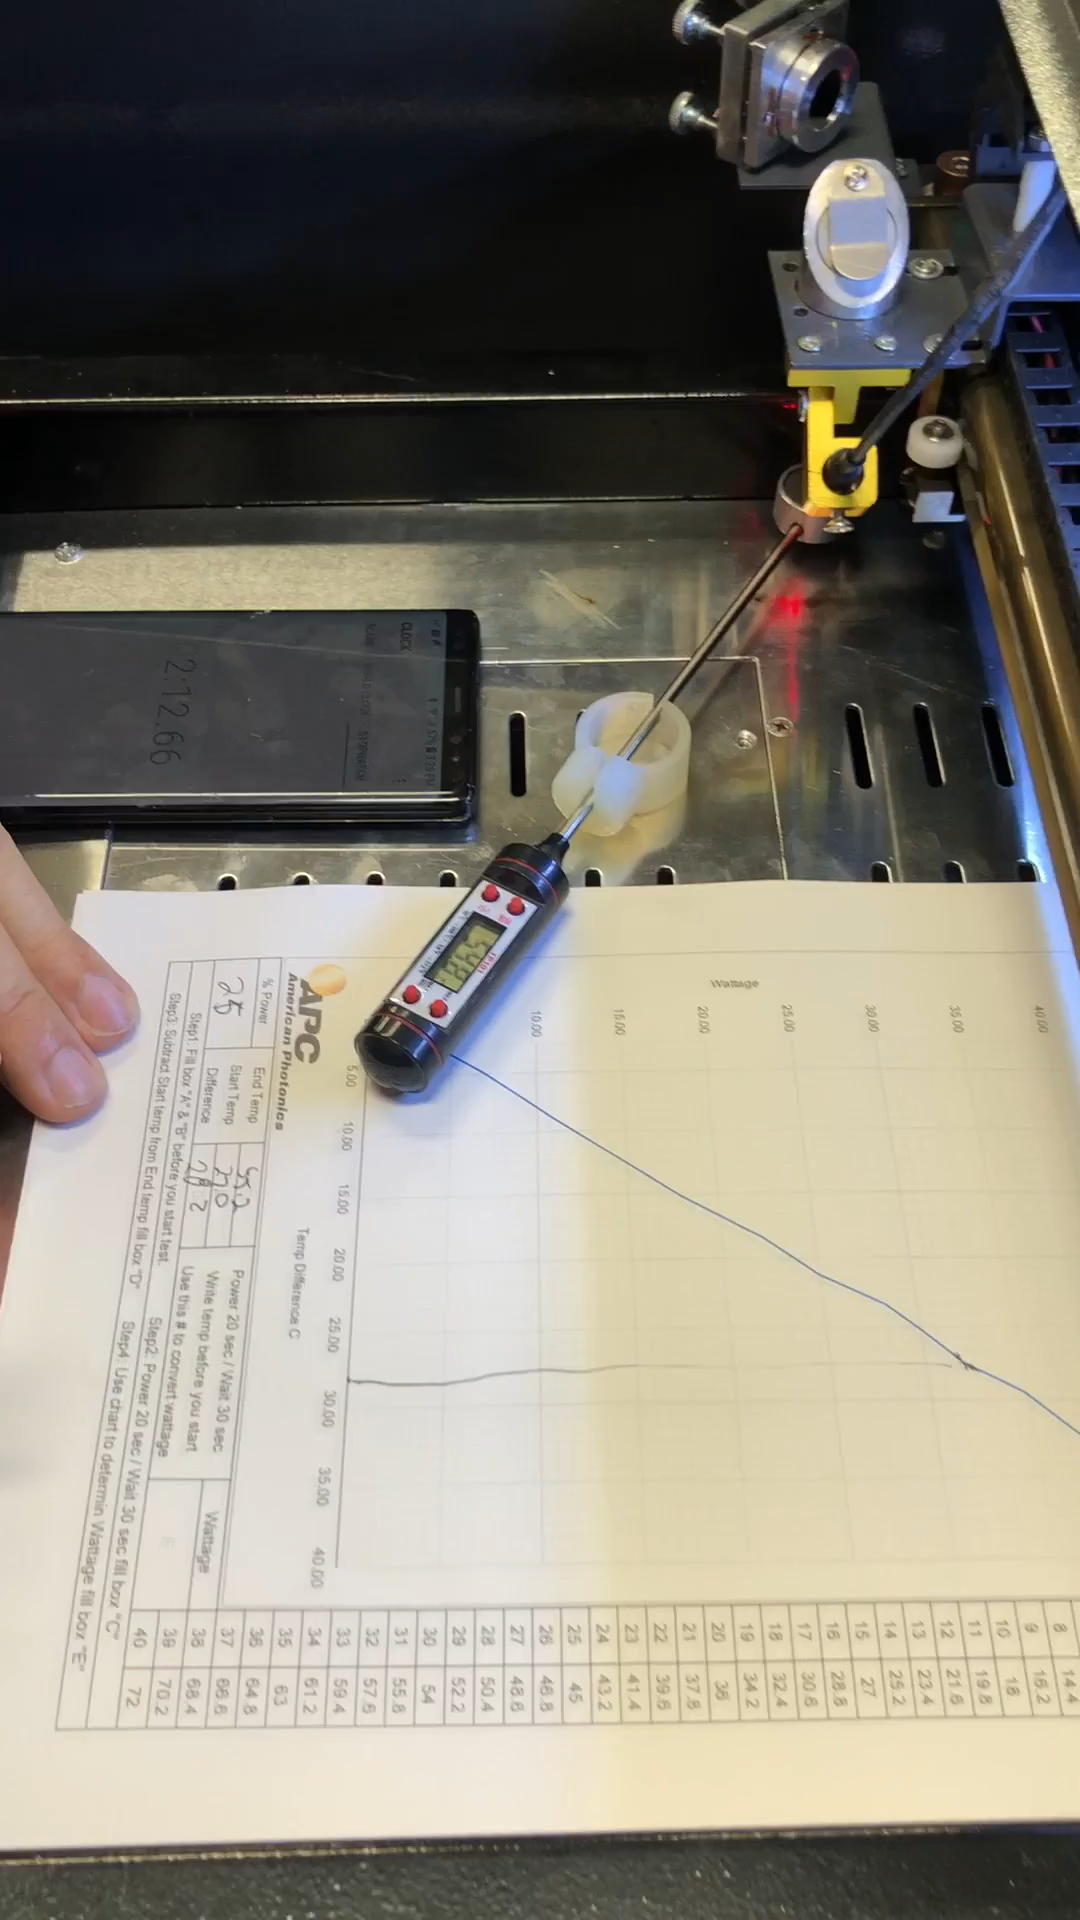 CLOCK
STOPWATCH
2:12.66
APC
American Photonics
Wattage
10.00
15.00
20.00
25.00
30.00
35.00
40.00
5.00
10.00
15.00
20.00
25.00
30.00
35.00
40.00
Temp Difference C
% Power
25
End Temp
55.2
Power 20 sec / Wait 30 sec
Start Temp
27.0
Write temp before you start
Wattage
Difference
28.2
Use this # to convert wattage
E
Step1: Fill box "A" & "B" before you start test.
Step2: Power 20 sec / Wait 30 sec fill box "C"
Step3: Subtract Start temp from End temp fill box "D"
Step4: Use chart to determin Wattage fill box "E"
8 14.4
9 16.2
10 18
11 19.8
12 21.6
13 23.4
14 25.2
15 27
16 28.8
17 30.6
18 32.4
19 34.2
20 36
21 37.8
22 39.6
23 41.4
24 43.2
25 45
26 46.8
27 48.6
28 50.4
29 52.2
30 54
31 55.8
32 57.6
33 59.4
34 61.2
35 63
36 64.8
37 66.6
38 68.4
39 70.2
40 72